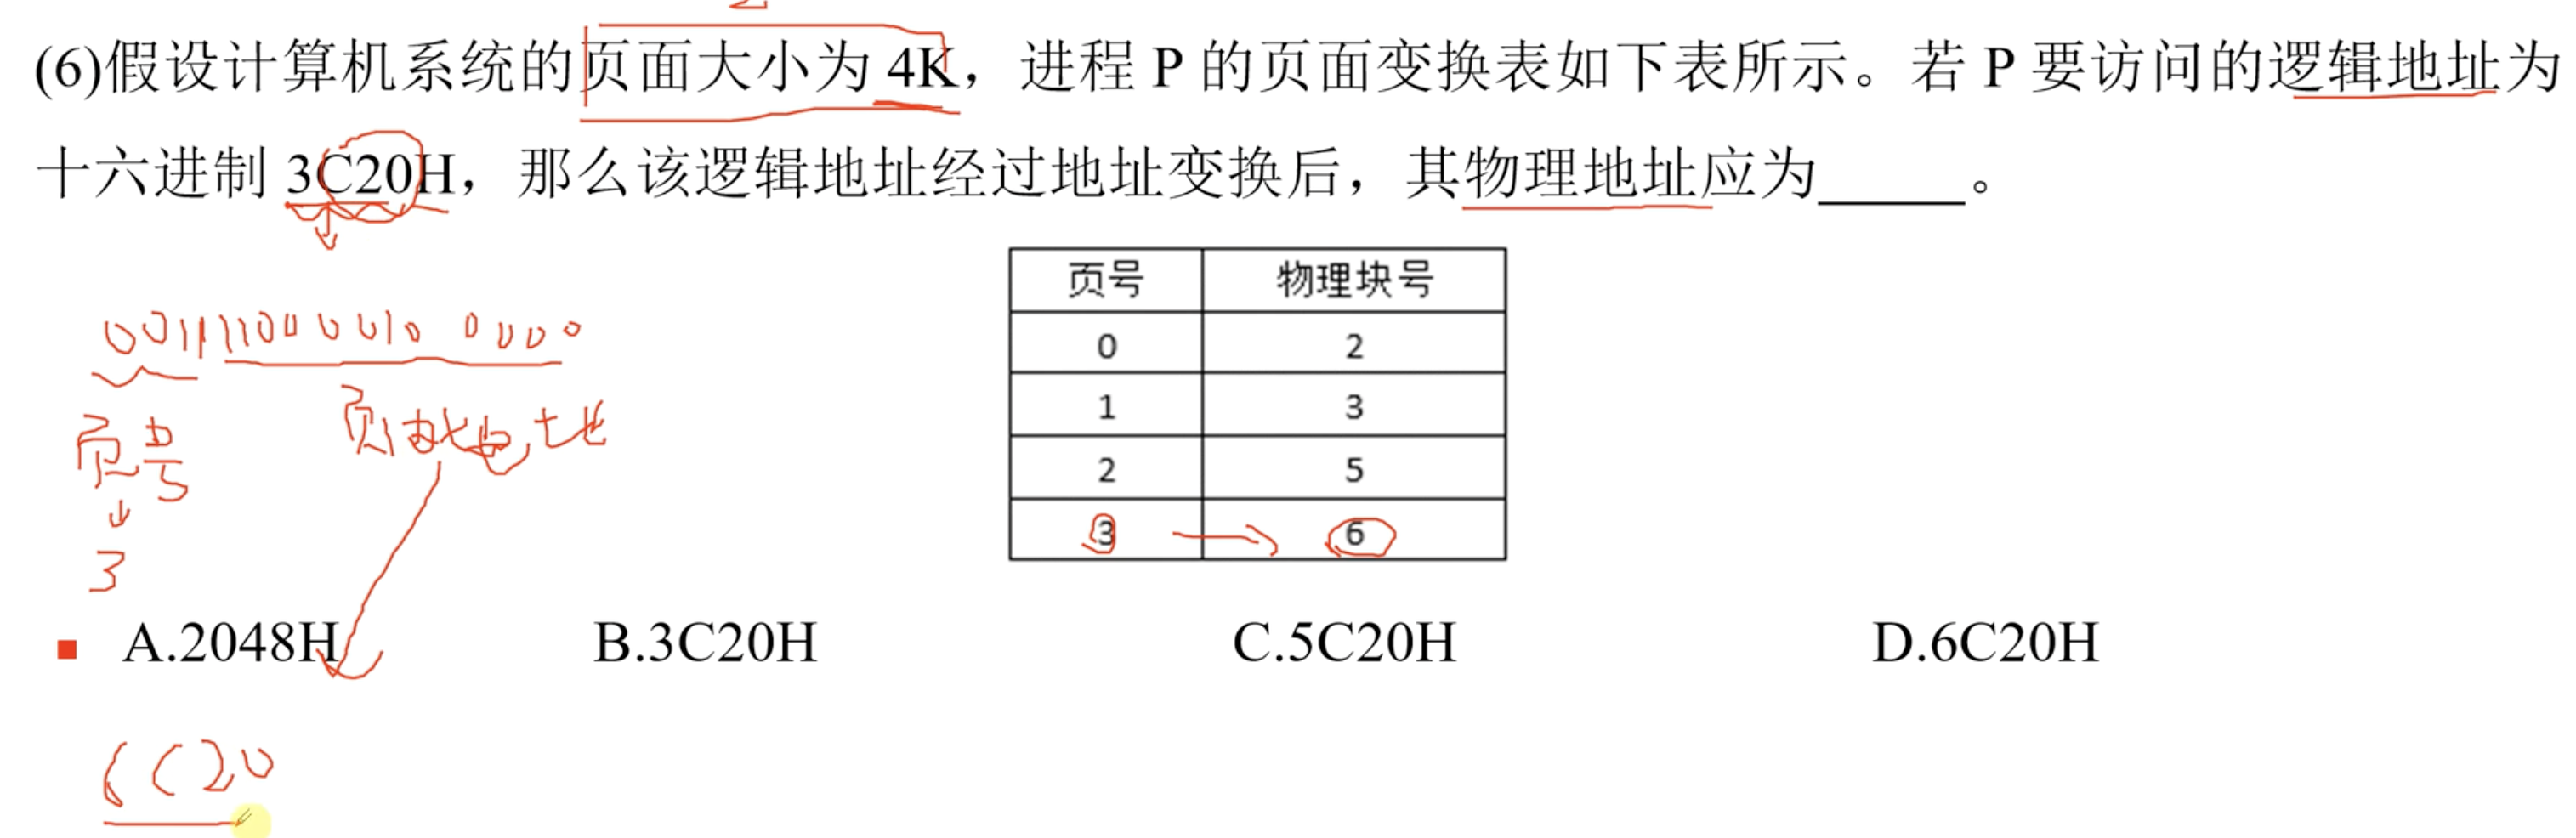 (6)假设计算机系统的页面大小为 4K，进程 P 的页面变换表如下表所示。若 P 要访问的逻辑地址为
十六进制 3C20H，那么该逻辑地址经过地址变换后，其物理地址应为_____。
页号 物理块号
0 2
1 3
2 5
3 6
0011 1100 0010 0000
页号 页内地址
3
A.2048H B.3C20H C.5C20H D.6C20H
6C20